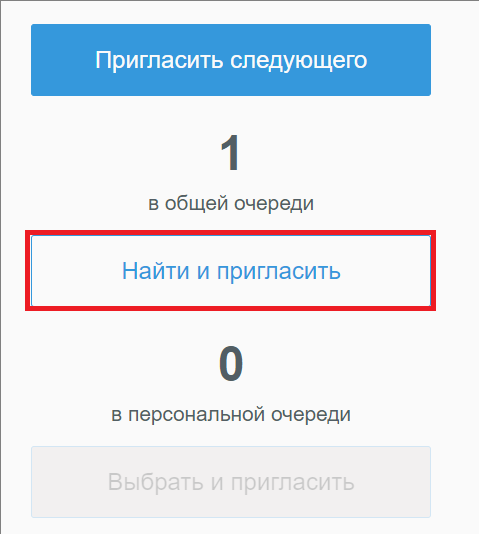 Пригласить следующего
1
в общей очереди
Найти и пригласить
0
в персональной очереди
Выбрать и пригласить